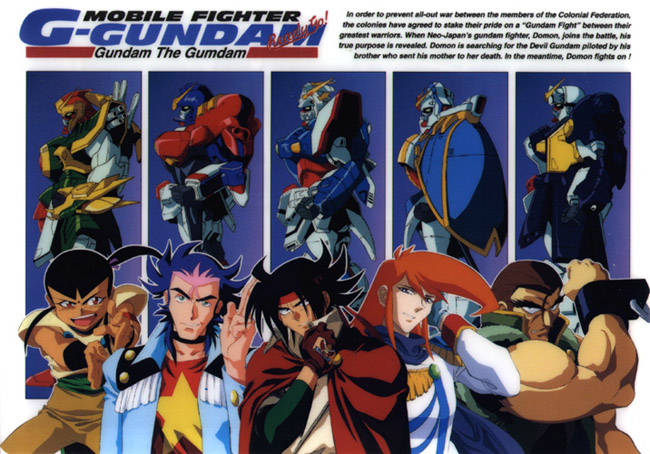 MOBILE FIGHTER
G-GUNDAM
Ready Up!
Gundam The Gumdam
In order to prevent all-out war between the members of the Colonial Federation,
the colonies have agreed to stake their pride on a "Gundam Fight" between their
greatest warriors. When Neo-Japan's gundam fighter, Domon, joins the battle, his
true purpose is revealed. Domon is searching for the Devil Gundam piloted by his
brother who sent his mother to her death. In the meantime, Domon fights on !